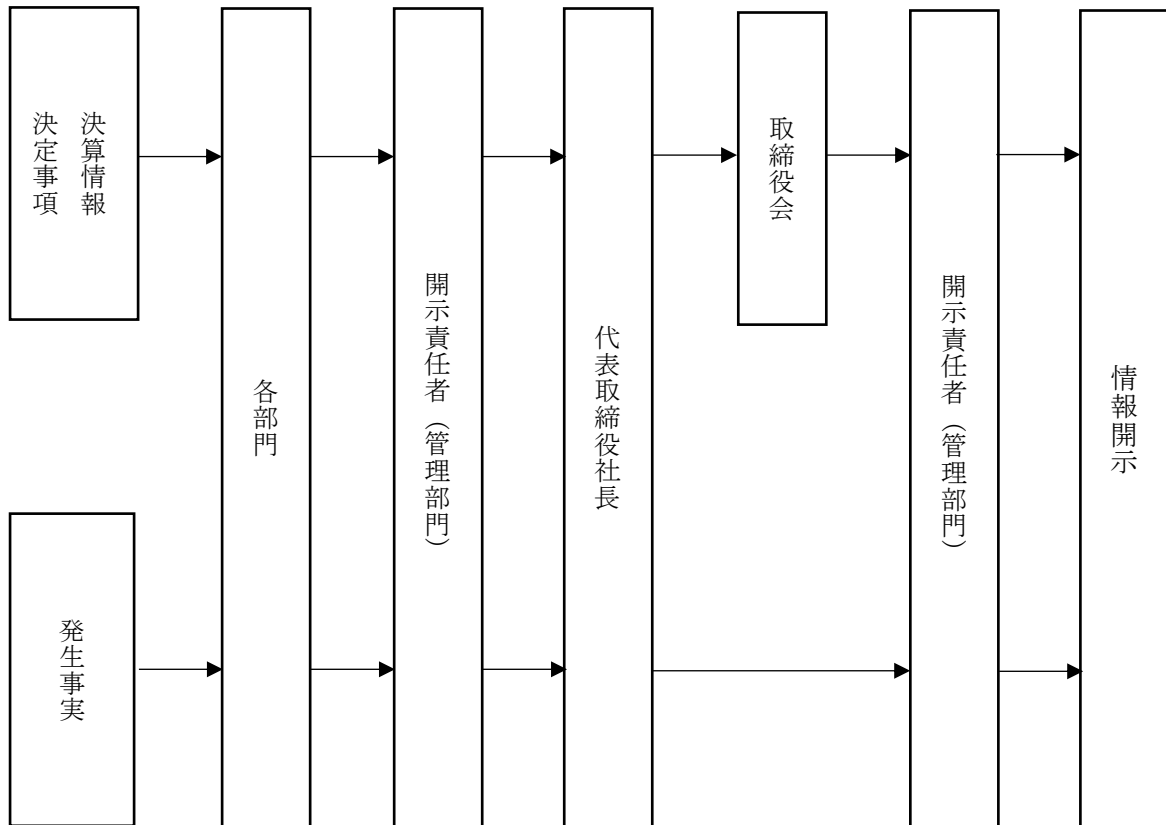 決算情報
決定事項
発生事実
各部門
開示責任者（管理部門）
代表取締役社長
取締役会
開示責任者（管理部門）
情報開示